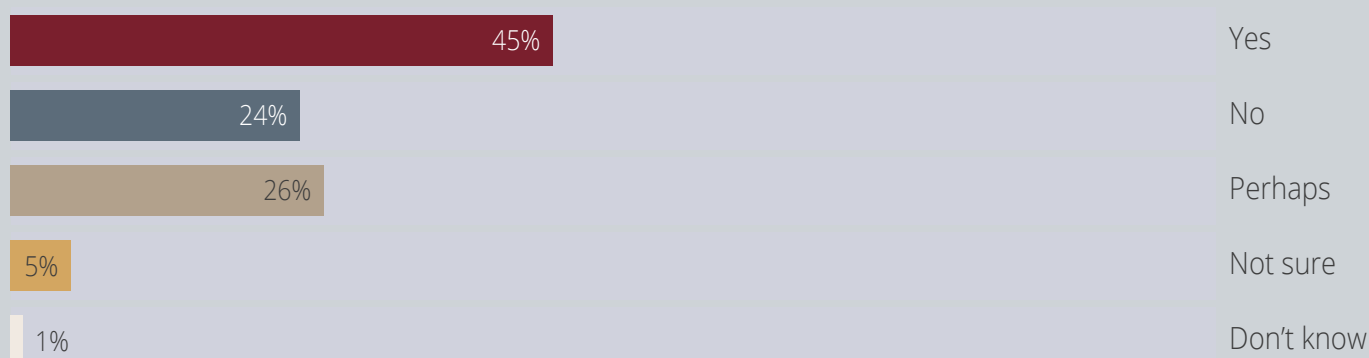 45% Yes
24% No
26% Perhaps
5% Not sure
1% Don’t know